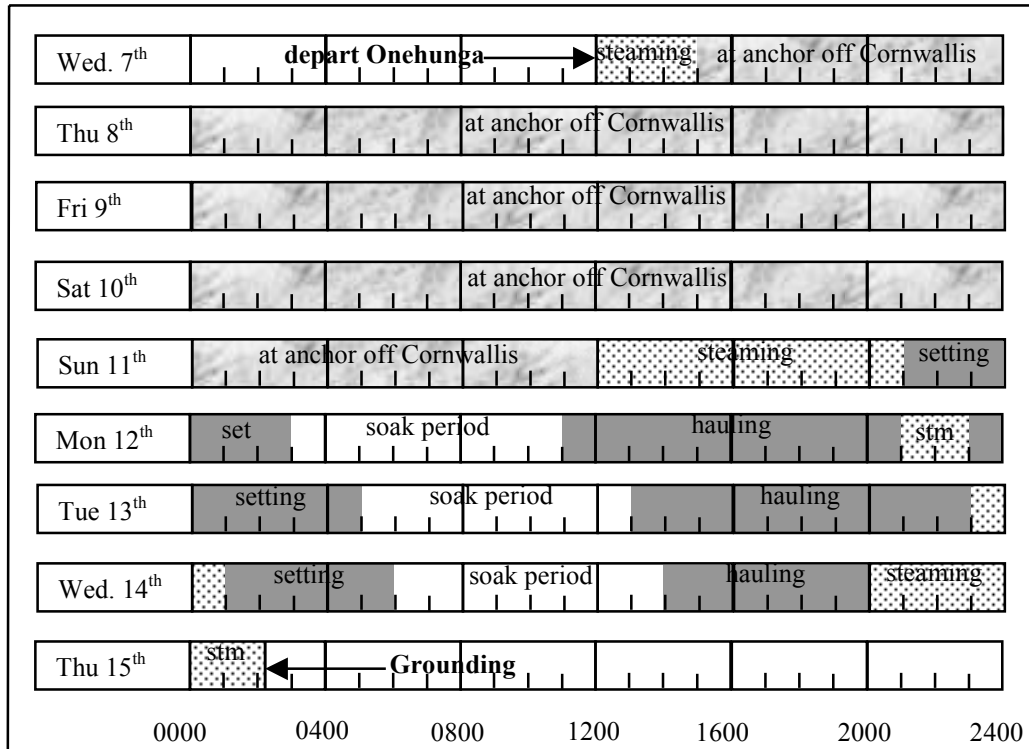 Wed. 7th depart Onehunga steaming at anchor off Cornwallis
Thu 8th at anchor off Cornwallis
Fri 9th at anchor off Cornwallis
Sat 10th at anchor off Cornwallis
Sun 11th at anchor off Cornwallis steaming setting
Mon 12th set soak period hauling stm
Tue 13th setting soak period hauling
Wed. 14th setting soak period hauling steaming
Thu 15th stm Grounding
0000 0400 0800 1200 1600 2000 2400